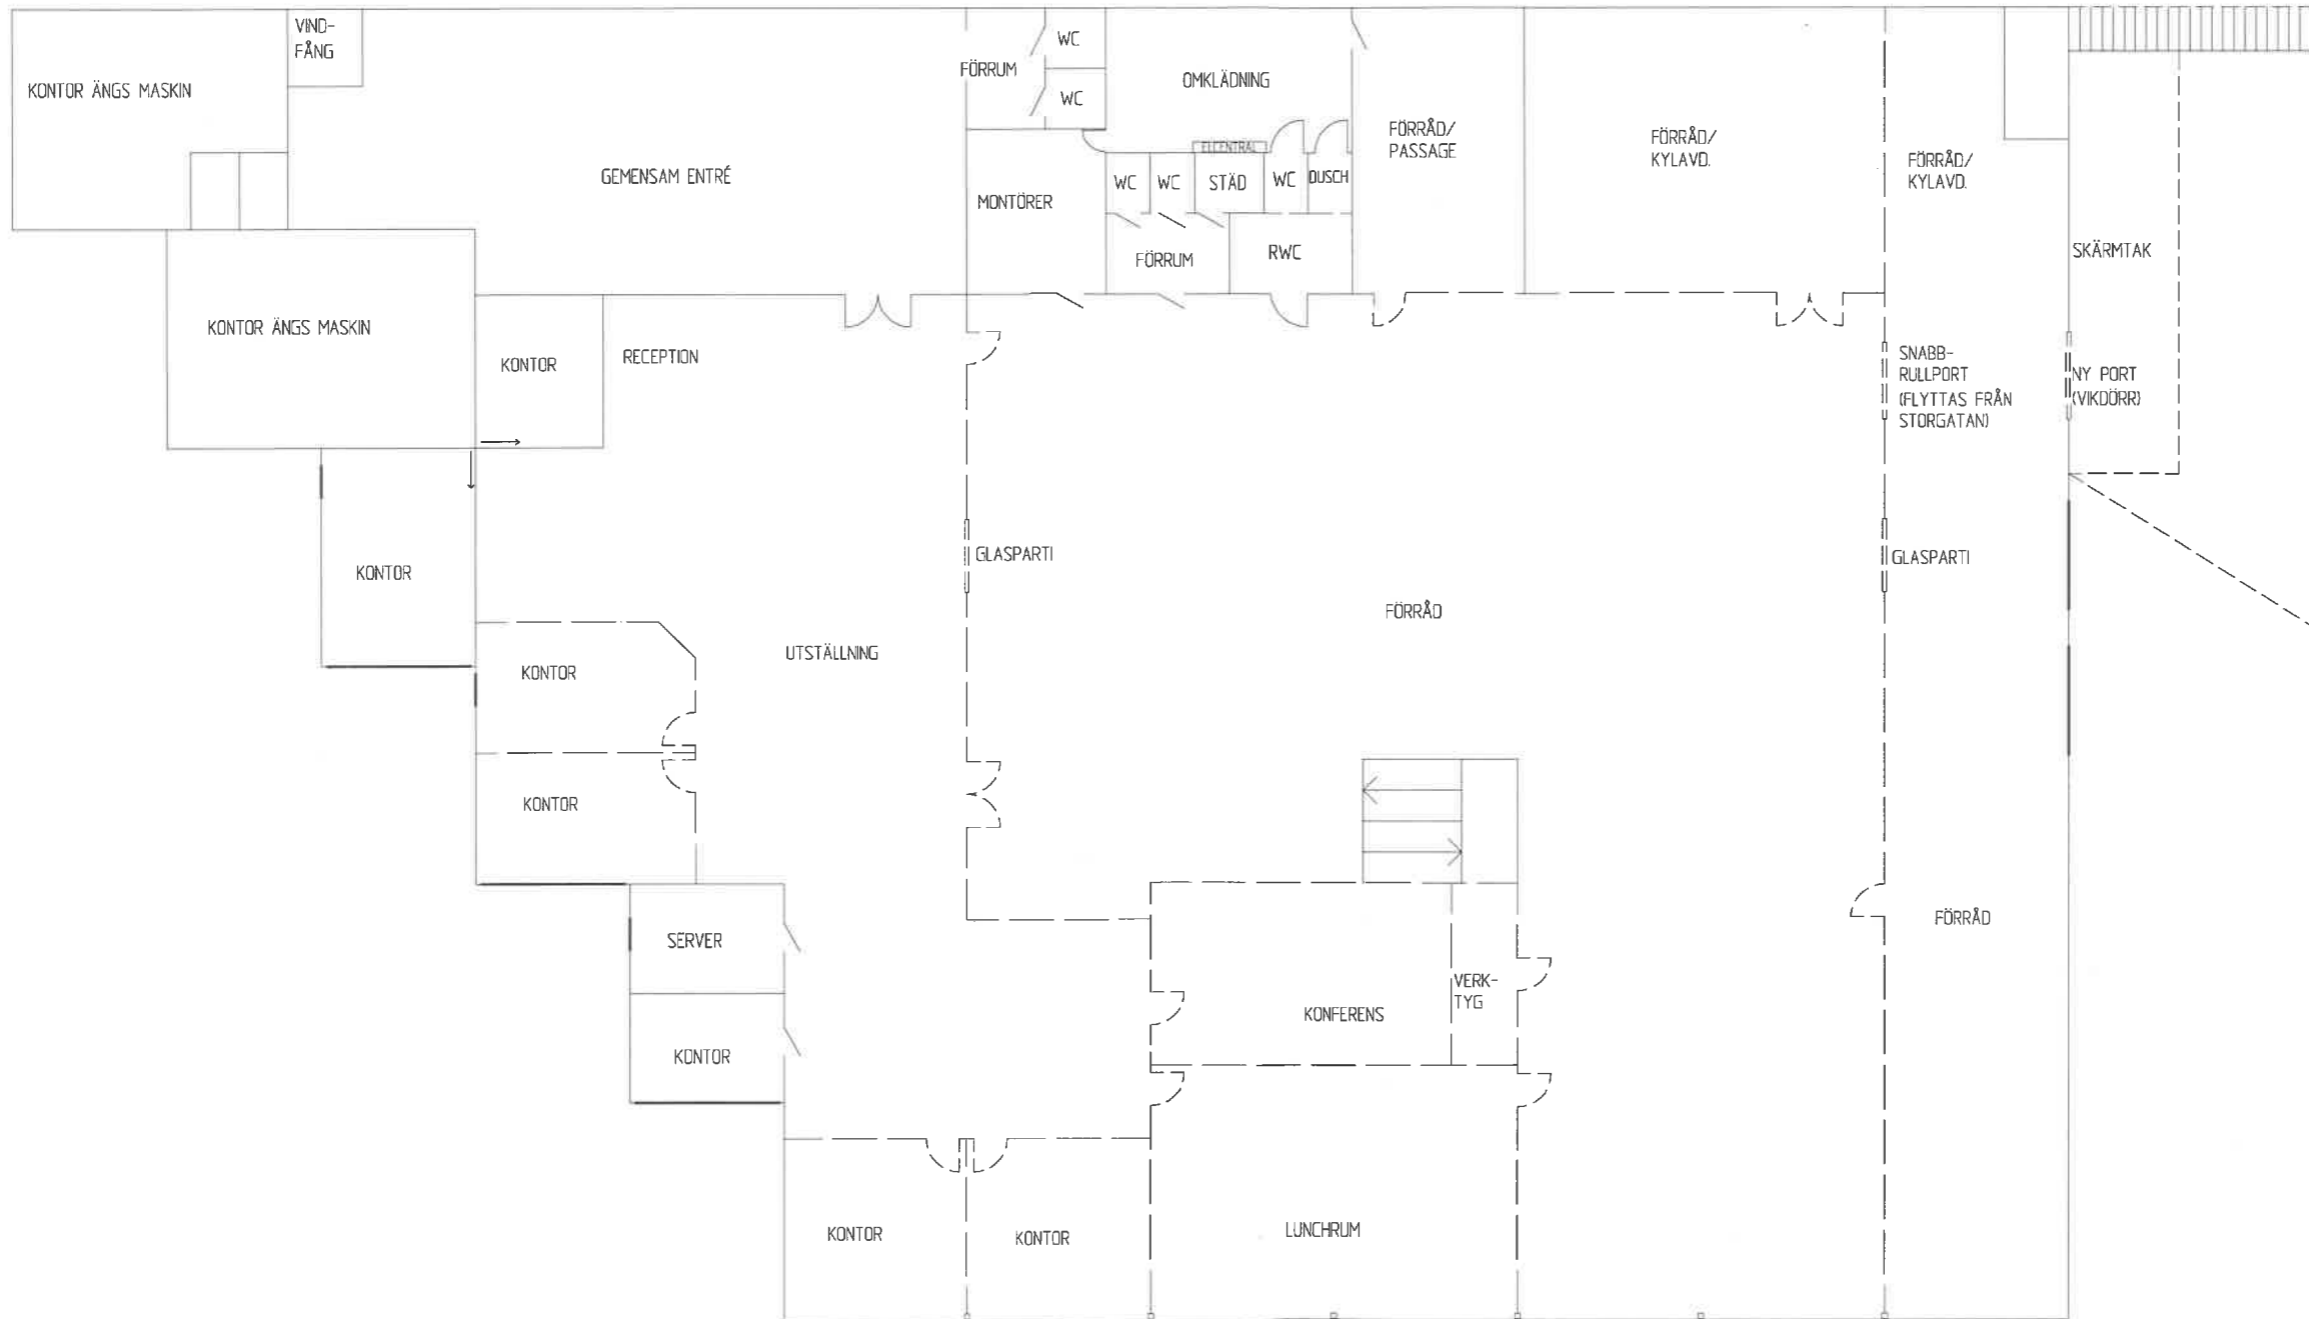 VIND-
FÅNG
KONTOR ÄNGS MASKIN
GEMENSAM ENTRÉ
FÖRRUM
WC
WC
OMKLÄDNING
ELCENTRAL
MONTÖRER
WC
WC
STÄD
WC
DUSCH
FÖRRUM
RWC
FÖRRÅD/
PASSAGE
FÖRRÅD/
KYLAVD.
FÖRRÅD/
KYLAVD.
SKÄRMTAK
KONTOR ÄNGS MASKIN
KONTOR
RECEPTION
SNABB-
RULLPORT
(FLYTTAS FRÅN
STORGATAN)
NY PORT
(VIKDÖRR)
KONTOR
GLASPARTI
GLASPARTI
FÖRRÅD
UTSTÄLLNING
KONTOR
KONTOR
SERVER
FÖRRÅD
VERK-
TYG
KONFERENS
KONTOR
KONTOR
KONTOR
LUNCHRUM